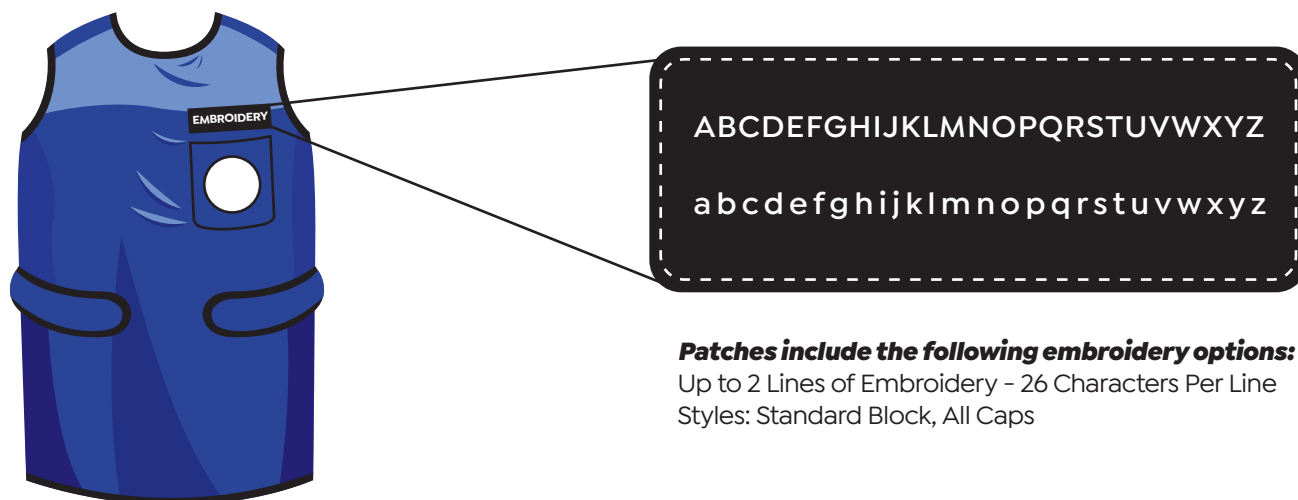 EMBROIDERY
ABCDEFGHIJKLMNOPQRSTUVWXYZ
abcdefghijklmnopqrstuvwxyz
Patches include the following embroidery options:
Up to 2 Lines of Embroidery - 26 Characters Per Line
Styles: Standard Block, All Caps